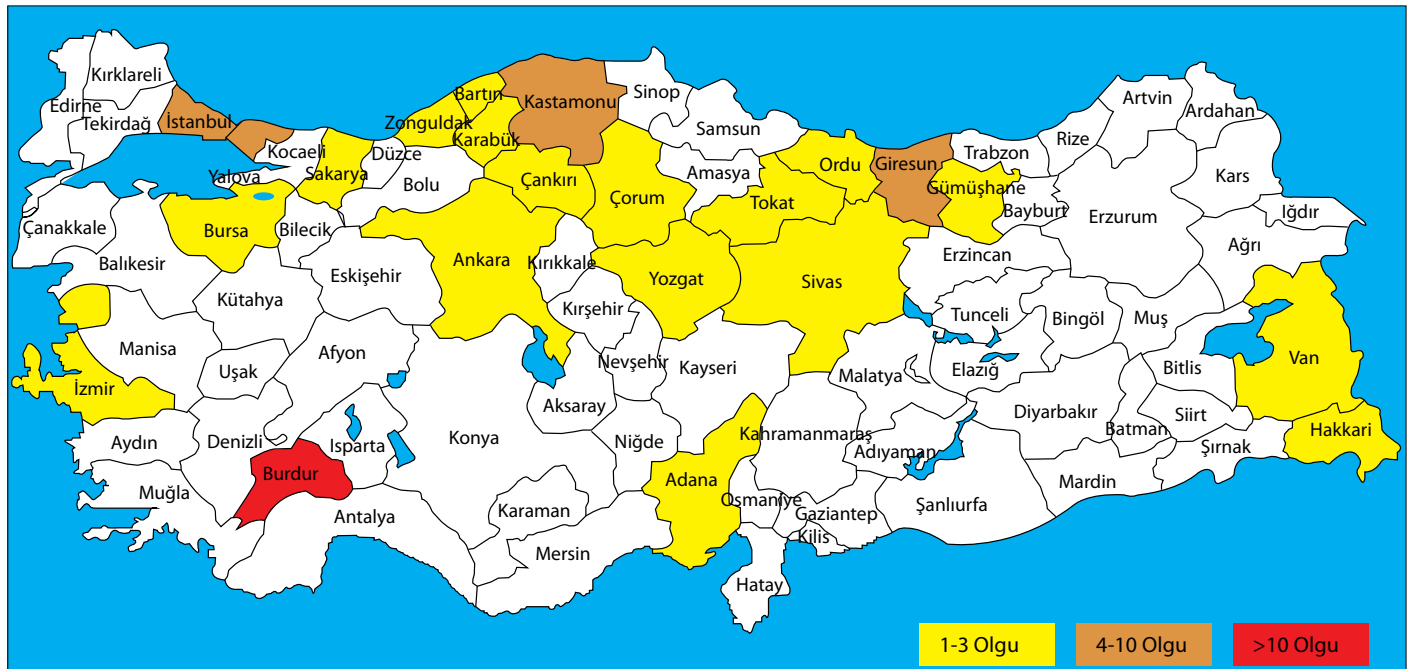 Kırklareli
Edirne
Tekirdağ
İstanbul
Kocaeli
Yalova
Sakarya
Düzce
Bolu
Zonguldak
Bartın
Karabük
Kastamonu
Sinop
Samsun
Çankırı
Çorum
Amasya
Tokat
Ordu
Giresun
Gümüşhane
Trabzon
Bayburt
Rize
Artvin
Ardahan
Kars
Iğdır
Erzurum
Ağrı
Çanakkale
Balıkesir
Bursa
Bilecik
Eskişehir
Kütahya
Ankara
Kırıkkale
Kırşehir
Yozgat
Sivas
Erzincan
Tunceli
Bingöl
Muş
Van
Bitlis
Manisa
İzmir
Uşak
Afyon
Nevşehir
Kayseri
Malatya
Elazığ
Diyarbakır
Batman
Siirt
Şırnak
Hakkari
Aydın
Denizli
Burdur
Isparta
Konya
Aksaray
Niğde
Adana
Kahramanmaraş
Adıyaman
Mardin
Şanlıurfa
Muğla
Antalya
Karaman
Mersin
Osmaniye
Gaziantep
Kilis
Hatay
1-3 Olgu
4-10 Olgu
>10 Olgu